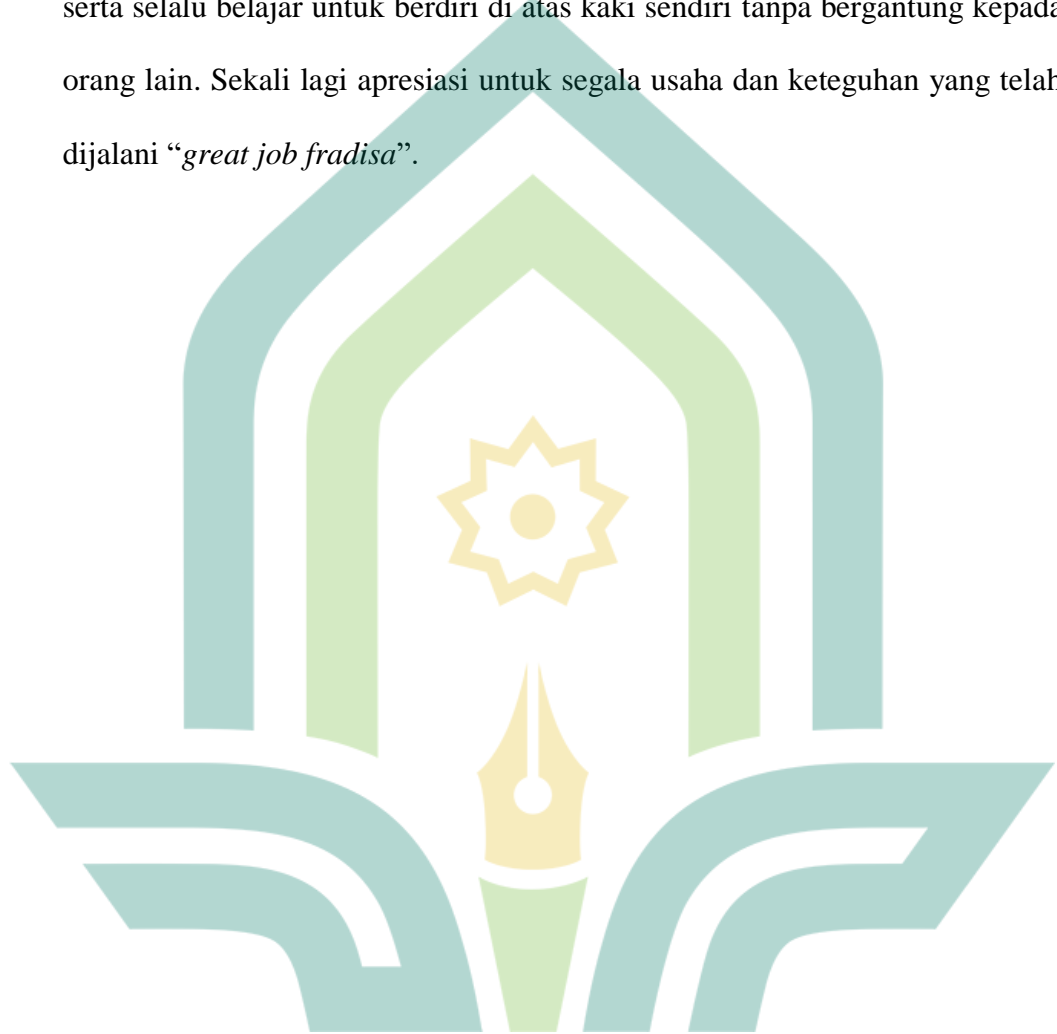 serta selalu belajar untuk berdiri di atas kaki sendiri tanpa bergantung kepada
orang lain. Sekali lagi apresiasi untuk segala usaha dan keteguhan yang telah
dijalani “great job fradisa”.